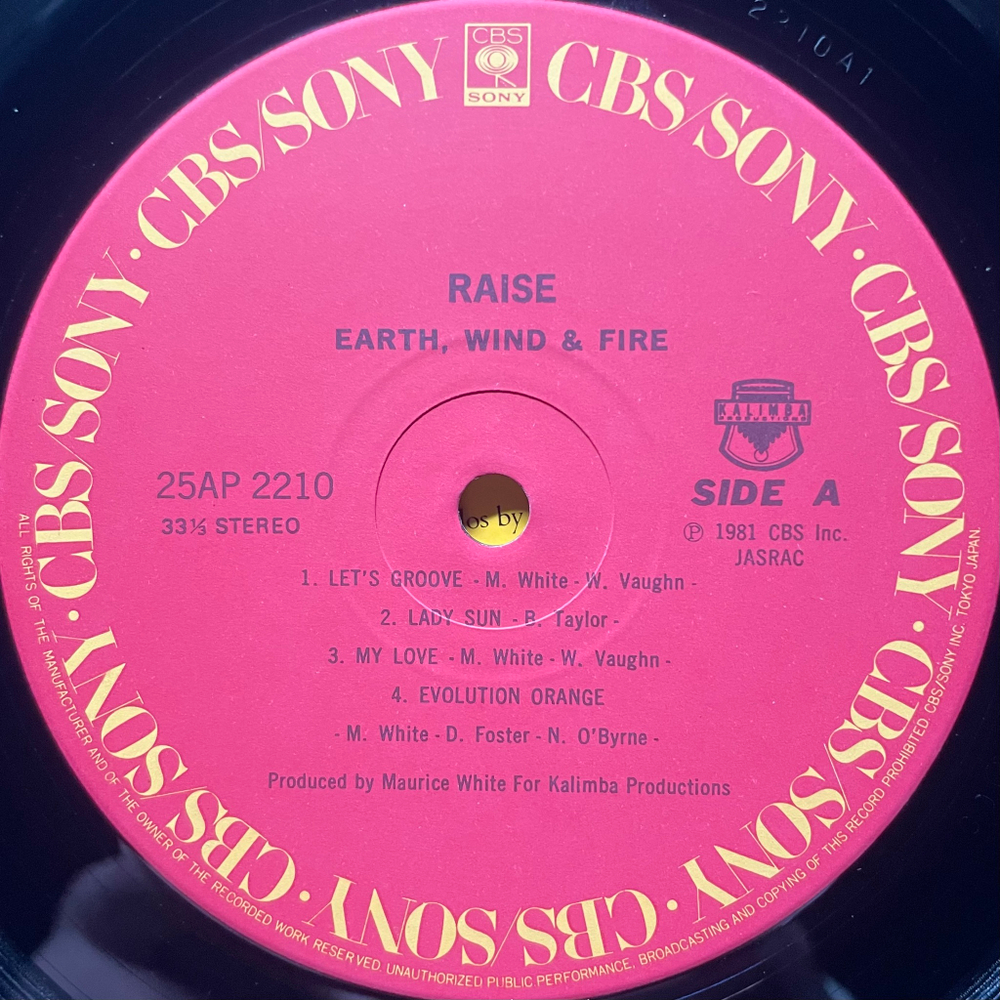 2210A1
CBS
SONY
CBS/SONY · CBS/SONY · CBS/SONY · CBS/SONY · CBS/SONY · CBS/SONY · CBS/SONY · CBS/SONY
RAISE
EARTH, WIND & FIRE
KALIMBA
PRODUCTIONS
25AP 2210
SIDE A
33⅓ STEREO
Ⓟ 1981 CBS Inc.
JASRAC
los by
1. LET'S GROOVE - M. White - W. Vaughn -
2. LADY SUN - B. Taylor -
3. MY LOVE - M. White - W. Vaughn -
4. EVOLUTION ORANGE
- M. White - D. Foster - N. O'Byrne -
Produced by Maurice White For Kalimba Productions
ALL RIGHTS OF THE MANUFACTURER AND OF THE OWNER OF THE RECORDED WORK RESERVED. UNAUTHORIZED PUBLIC PERFORMANCE, BROADCASTING AND COPYING OF THIS RECORD PROHIBITED CBS/SONY INC. TOKYO JAPAN.